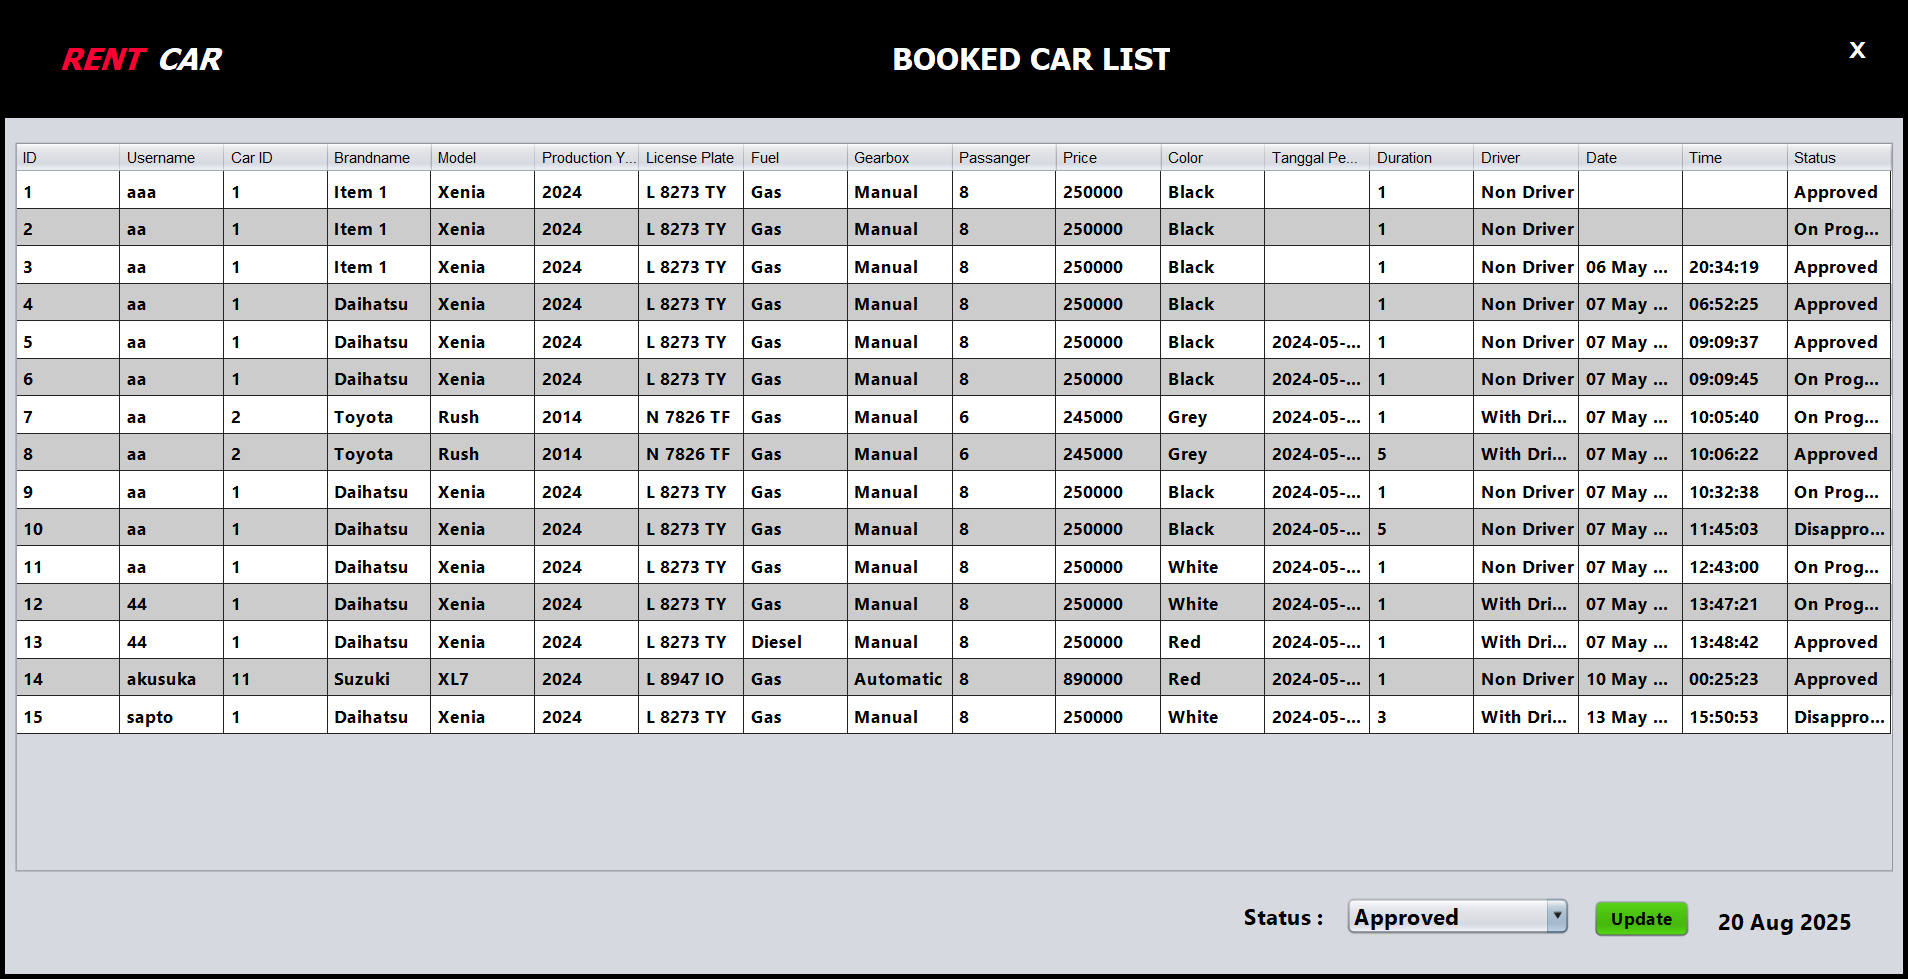 RENT CAR
BOOKED CAR LIST
X
ID Username Car ID Brandname Model Production Y... License Plate Fuel Gearbox Passanger Price Color Tanggal Pe... Duration Driver Date Time Status
1 aaa 1 Item 1 Xenia 2024 L 8273 TY Gas Manual 8 250000 Black 1 Non Driver Approved
2 aa 1 Item 1 Xenia 2024 L 8273 TY Gas Manual 8 250000 Black 1 Non Driver On Prog...
3 aa 1 Item 1 Xenia 2024 L 8273 TY Gas Manual 8 250000 Black 1 Non Driver 06 May ... 20:34:19 Approved
4 aa 1 Daihatsu Xenia 2024 L 8273 TY Gas Manual 8 250000 Black 1 Non Driver 07 May ... 06:52:25 Approved
5 aa 1 Daihatsu Xenia 2024 L 8273 TY Gas Manual 8 250000 Black 2024-05-... 1 Non Driver 07 May ... 09:09:37 Approved
6 aa 1 Daihatsu Xenia 2024 L 8273 TY Gas Manual 8 250000 Black 2024-05-... 1 Non Driver 07 May ... 09:09:45 On Prog...
7 aa 2 Toyota Rush 2014 N 7826 TF Gas Manual 6 245000 Grey 2024-05-... 1 With Dri... 07 May ... 10:05:40 On Prog...
8 aa 2 Toyota Rush 2014 N 7826 TF Gas Manual 6 245000 Grey 2024-05-... 5 With Dri... 07 May ... 10:06:22 Approved
9 aa 1 Daihatsu Xenia 2024 L 8273 TY Gas Manual 8 250000 Black 2024-05-... 1 Non Driver 07 May ... 10:32:38 On Prog...
10 aa 1 Daihatsu Xenia 2024 L 8273 TY Gas Manual 8 250000 Black 2024-05-... 5 Non Driver 07 May ... 11:45:03 Disappro...
11 aa 1 Daihatsu Xenia 2024 L 8273 TY Gas Manual 8 250000 White 2024-05-... 1 Non Driver 07 May ... 12:43:00 On Prog...
12 44 1 Daihatsu Xenia 2024 L 8273 TY Gas Manual 8 250000 White 2024-05-... 1 With Dri... 07 May ... 13:47:21 On Prog...
13 44 1 Daihatsu Xenia 2024 L 8273 TY Diesel Manual 8 250000 Red 2024-05-... 1 With Dri... 07 May ... 13:48:42 Approved
14 akusuka 11 Suzuki XL7 2024 L 8947 IO Gas Automatic 8 890000 Red 2024-05-... 1 Non Driver 10 May ... 00:25:23 Approved
15 sapto 1 Daihatsu Xenia 2024 L 8273 TY Gas Manual 8 250000 White 2024-05-... 3 With Dri... 13 May ... 15:50:53 Disappro...
Status : Approved Update 20 Aug 2025